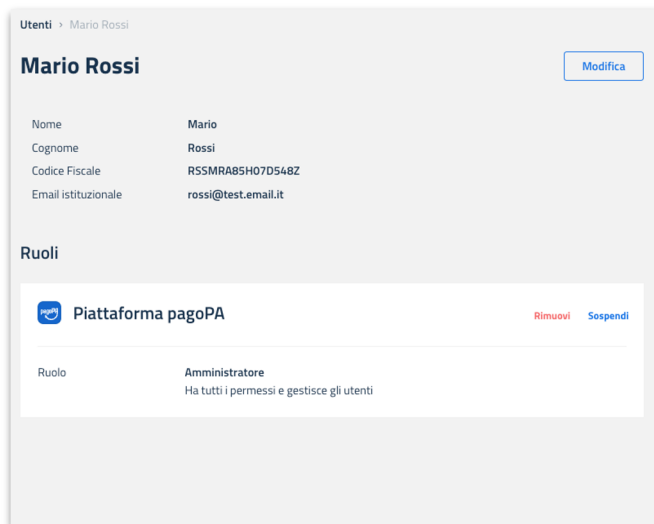 Utenti › Mario Rossi
Mario Rossi
Modifica
Nome Mario
Cognome Rossi
Codice Fiscale RSSMRA85H07D548Z
Email istituzionale rossi@test.email.it
Ruoli
pagoPA Piattaforma pagoPA Rimuovi Sospendi
Ruolo Amministratore
Ha tutti i permessi e gestisce gli utenti